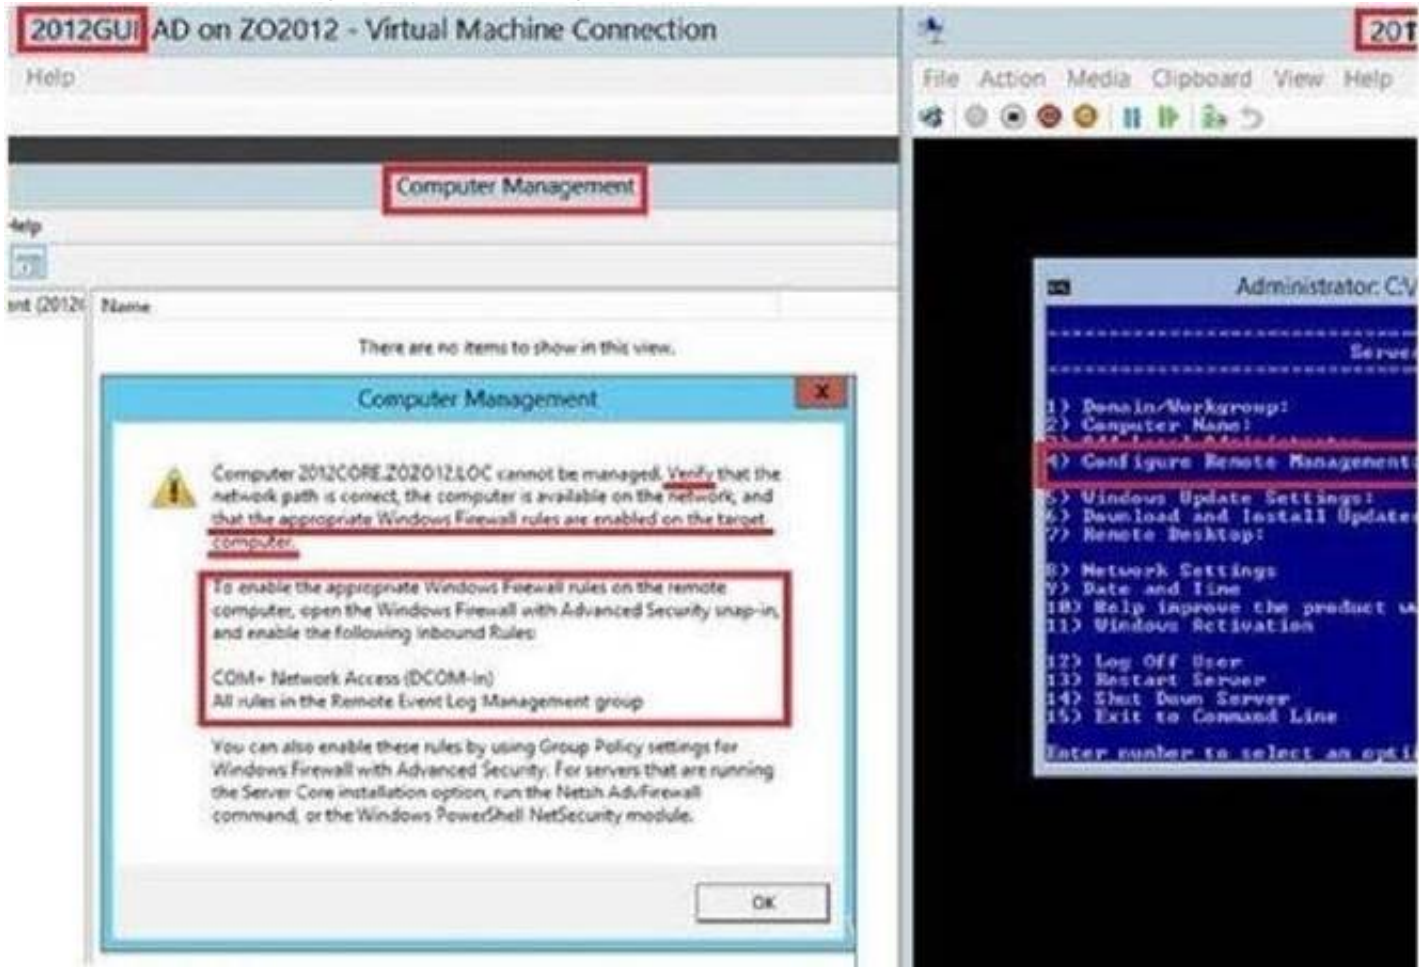 2012GUI AD on ZO2012 - Virtual Machine Connection
Help
Computer Management
Help
Name
There are no items to show in this view.
Computer Management
X
Computer 2012CORE.ZO2012.LOC cannot be managed. Verify that the
network path is correct, the computer is available on the network, and
that the appropriate Windows Firewall rules are enabled on the target
computer.
To enable the appropriate Windows Firewall rules on the remote
computer, open the Windows Firewall with Advanced Security snap-in,
and enable the following Inbound Rules:
COM+ Network Access (DCOM-In)
All rules in the Remote Event Log Management group
You can also enable these rules by using Group Policy settings for
Windows Firewall with Advanced Security. For servers that are running
the Server Core installation option, run the Netsh AdvFirewall
command, or the Windows PowerShell NetSecurity module.
OK
201
File Action Media Clipboard View Help
Administrator: C:\
Server
1) Domain/Workgroup:
2) Computer Name:
3) Add Local Administrator
4) Configure Remote Management
5) Windows Update Settings:
6) Download and Install Updates
7) Remote Desktop:
8) Network Settings
9) Date and Time
10) Help improve the product
11) Windows Activation
12) Log Off User
13) Restart Server
14) Shut Down Server
15) Exit to Command Line
Enter number to select an